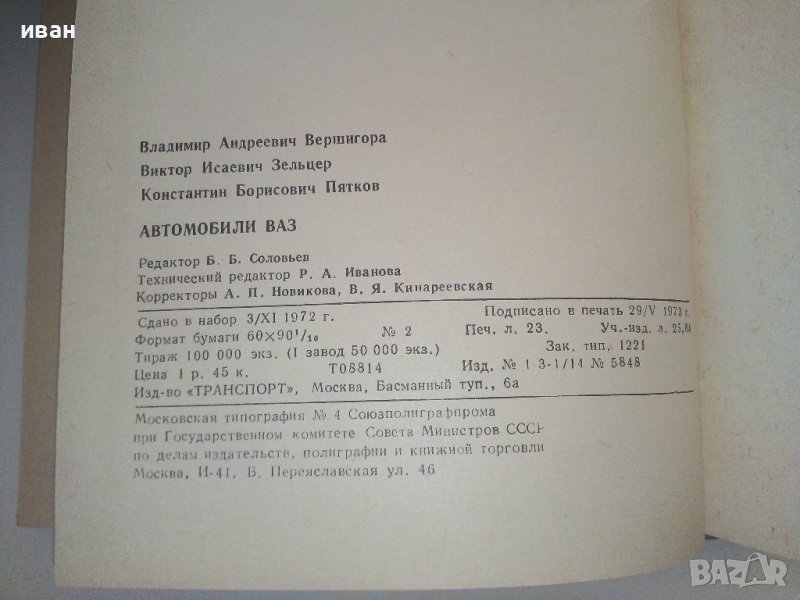 иван
Владимир Андреевич Вершигора
Виктор Исаевич Зельцер
Константин Борисович Пятков
АВТОМОБИЛИ ВАЗ
Редактор Б. Б. Соловьев
Технический редактор Р. А. Иванова
Корректоры А. П. Новикова, В. Я. Кинареевская
Сдано в набор 3/XI 1972 г. Подписано в печать 29/V 1973 г.
Формат бумаги 60×90¹/₁₆ № 2 Печ. л. 23. Уч.-изд. л. 25,84
Тираж 100 000 экз. (I завод 50 000 экз.) Зак. тип. 1221
Цена 1 р. 45 к. Т08814 Изд. № 1-3-1/14 № 5848
Изд-во «ТРАНСПОРТ», Москва, Басманный туп., 6а
Московская типография № 4 Союзполиграфпрома
при Государственном комитете Совета Министров СССР
по делам издательств, полиграфии и книжной торговли
Москва, И-41, Б. Переяславская ул. 46
BAZAR